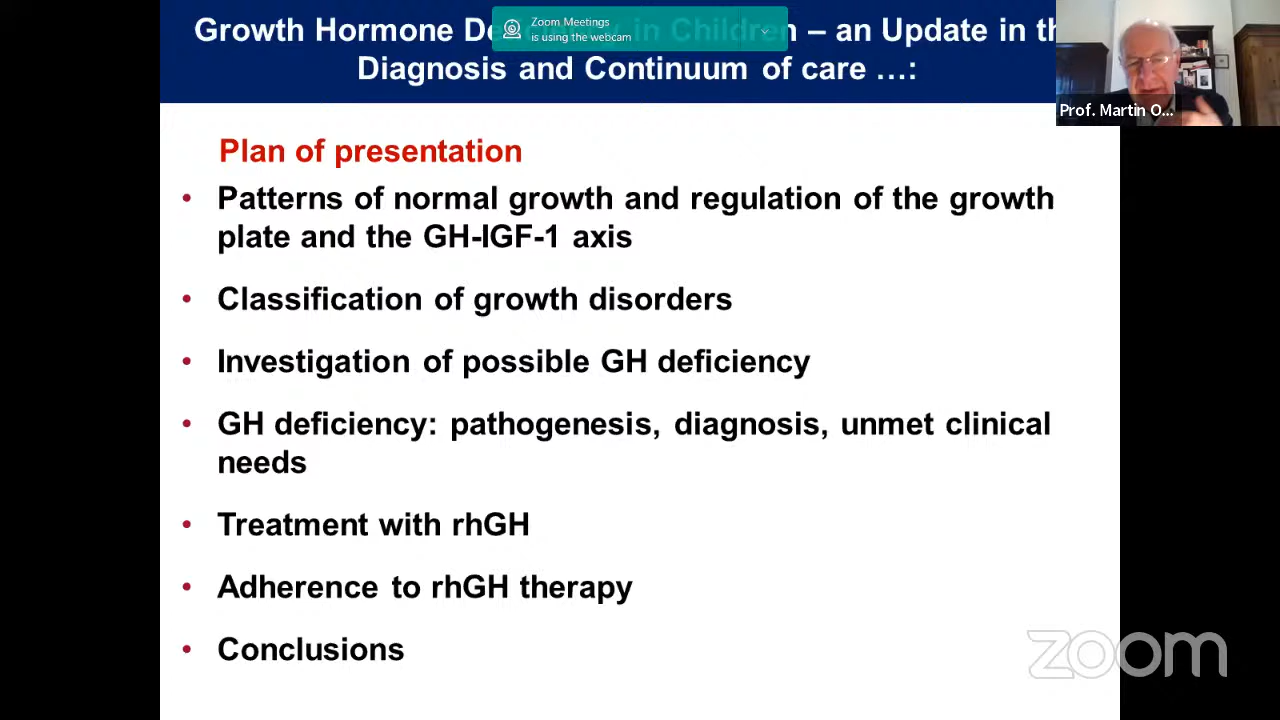 Growth Hormone De in Children – an Update in th
Zoom Meetings
is using the webcam
Diagnosis and Continuum of care …:
Prof. Martin O...
Plan of presentation
• Patterns of normal growth and regulation of the growth
plate and the GH-IGF-1 axis
• Classification of growth disorders
• Investigation of possible GH deficiency
• GH deficiency: pathogenesis, diagnosis, unmet clinical
needs
• Treatment with rhGH
• Adherence to rhGH therapy
• Conclusions
zoom